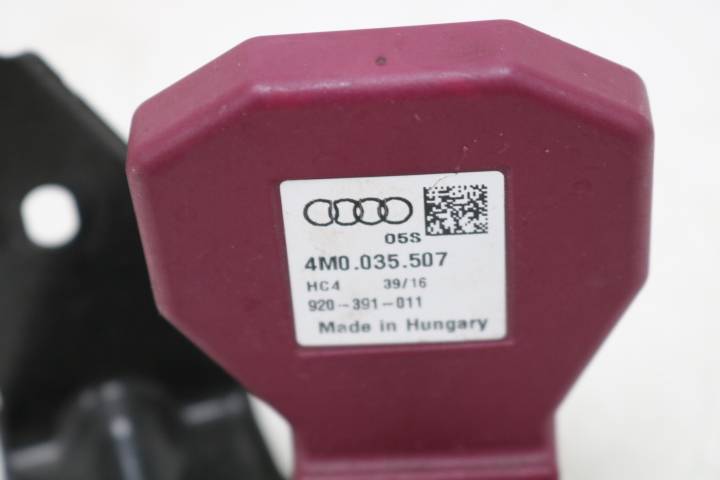 05S
4M0.035.507
HC4 39/16
920-391-011
Made in Hungary